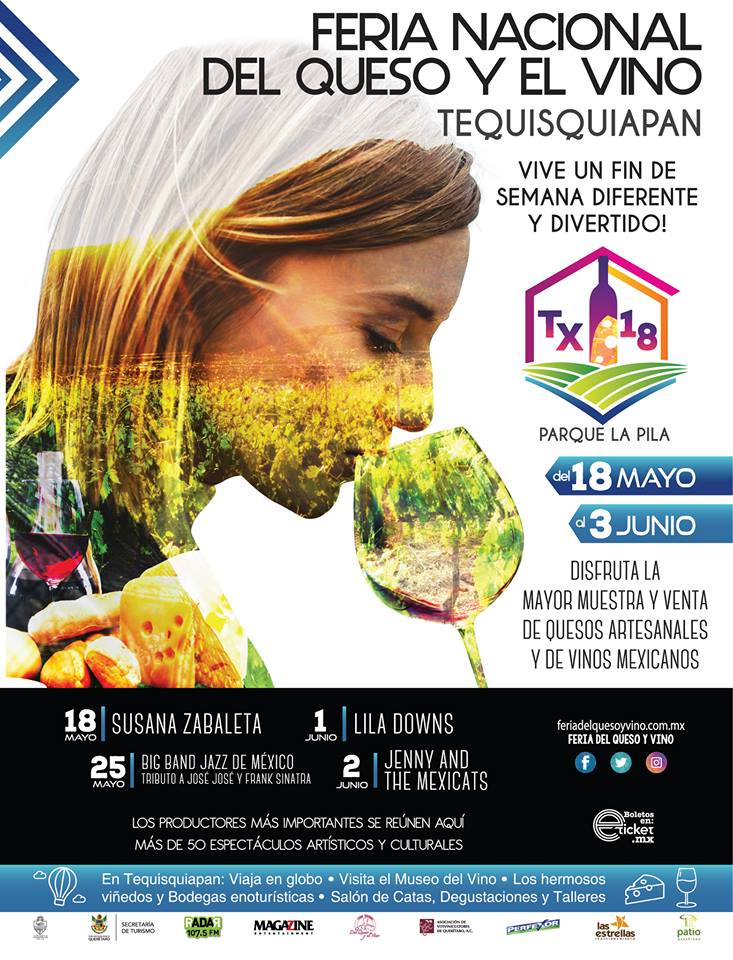 FERIA NACIONAL
DEL QUESO Y EL VINO
TEQUISQUIAPAN
VIVE UN FIN DE
SEMANA DIFERENTE
Y DIVERTIDO!
TX 18
PARQUE LA PILA
del 18 MAYO
al 3 JUNIO
DISFRUTA LA
MAYOR MUESTRA Y VENTA
DE QUESOS ARTESANALES
Y DE VINOS MEXICANOS
18 MAYO SUSANA ZABALETA
1 JUNIO LILA DOWNS
25 MAYO BIG BAND JAZZ DE MÉXICO
TRIBUTO A JOSÉ JOSÉ Y FRANK SINATRA
2 JUNIO JENNY AND
THE MEXICATS
feriadelquesoyvino.com.mx
FERIA DEL QUESO Y VINO
LOS PRODUCTORES MÁS IMPORTANTES SE REÚNEN AQUÍ
MÁS DE 50 ESPECTÁCULOS ARTÍSTICOS Y CULTURALES
Boletos
en:
eticket
.mx
En Tequisquiapan: Viaja en globo • Visita el Museo del Vino • Los hermosos
viñedos y Bodegas enoturísticas • Salón de Catas, Degustaciones y Talleres
QUERÉTARO
SECRETARÍA
DE TURISMO
RADAR
107.5 FM
MAGAZINE
ENTERTAINMENT
ASOCIACIÓN DE
VITIVINICULTORES
DE QUERÉTARO, A.C.
PERFEXOR
las
estrellas
patio